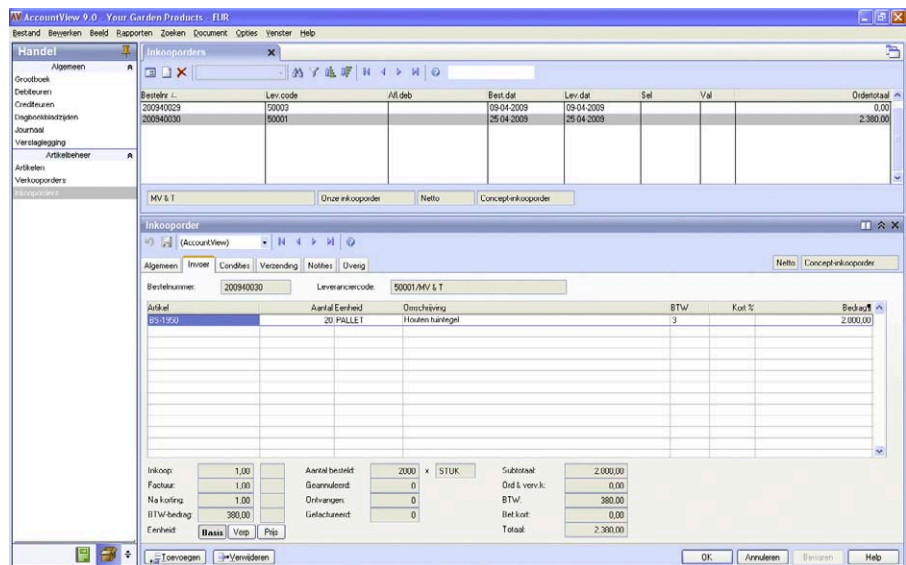 AccountView 9.0 - Your Garden Products - EUR
Bestand Bewerken Beeld Rapporten Zoeken Document Opties Venster Help
Handel
Algemeen
Grootboek
Debiteuren
Crediteuren
Dagboekbladzijden
Journaal
Verslaglegging
Artikelbeheer
Artikelen
Verkooporders
Inkooporders
Inkooporders
Bestelnr Lev.code Afl.deb Best.dat Lev.dat Sel Val Ordertotaal
200940029 50003 09-04-2009 09-04-2009 0,00
200940030 50001 25-04-2009 25-04-2009 2.380,00
MV & T Onze inkooporder Netto Concept-inkooporder
Inkooporder
(AccountView)
Algemeen Invoer Condities Verzending Notities Overig Netto Concept-inkooporder
Bestelnummer: 200940030 Leveranciercode: 50001/MV & T
Artikel Aantal Eenheid Omschrijving BTW Kort % Bedrag¶
BS-1950 20 PALLET Houten tuintegel 3 2.000,00
Inkoop: 1,00 Aantal besteld: 2000 x STUK Subtotaal: 2.000,00
Factuur: 1,00 Geannuleerd: 0 Ord & verv.k: 0,00
Na korting: 1,00 Ontvangen: 0 BTW: 380,00
BTW-bedrag: 380,00 Gefactureerd: 0 Bet.kort: 0,00
Eenheid: Basis Verp Prijs Totaal: 2.380,00
Toevoegen Verwijderen OK Annuleren Bewaren Help